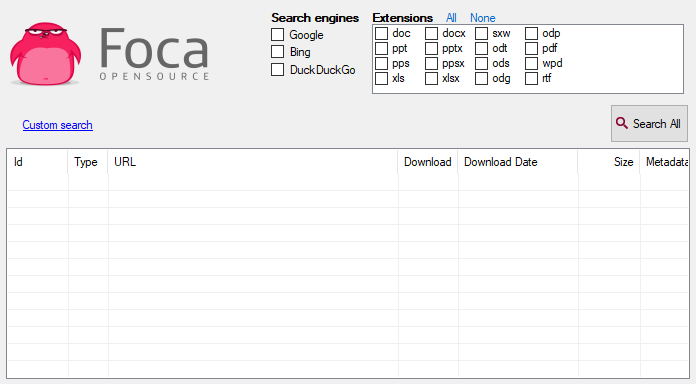 Foca
OPENSOURCE
Search engines
Google
Bing
DuckDuckGo
Extensions All None
doc docx sxw odp
ppt pptx odt pdf
pps ppsx ods wpd
xls xlsx odg rtf
Custom search
Search All
Id Type URL Download Download Date Size Metadata